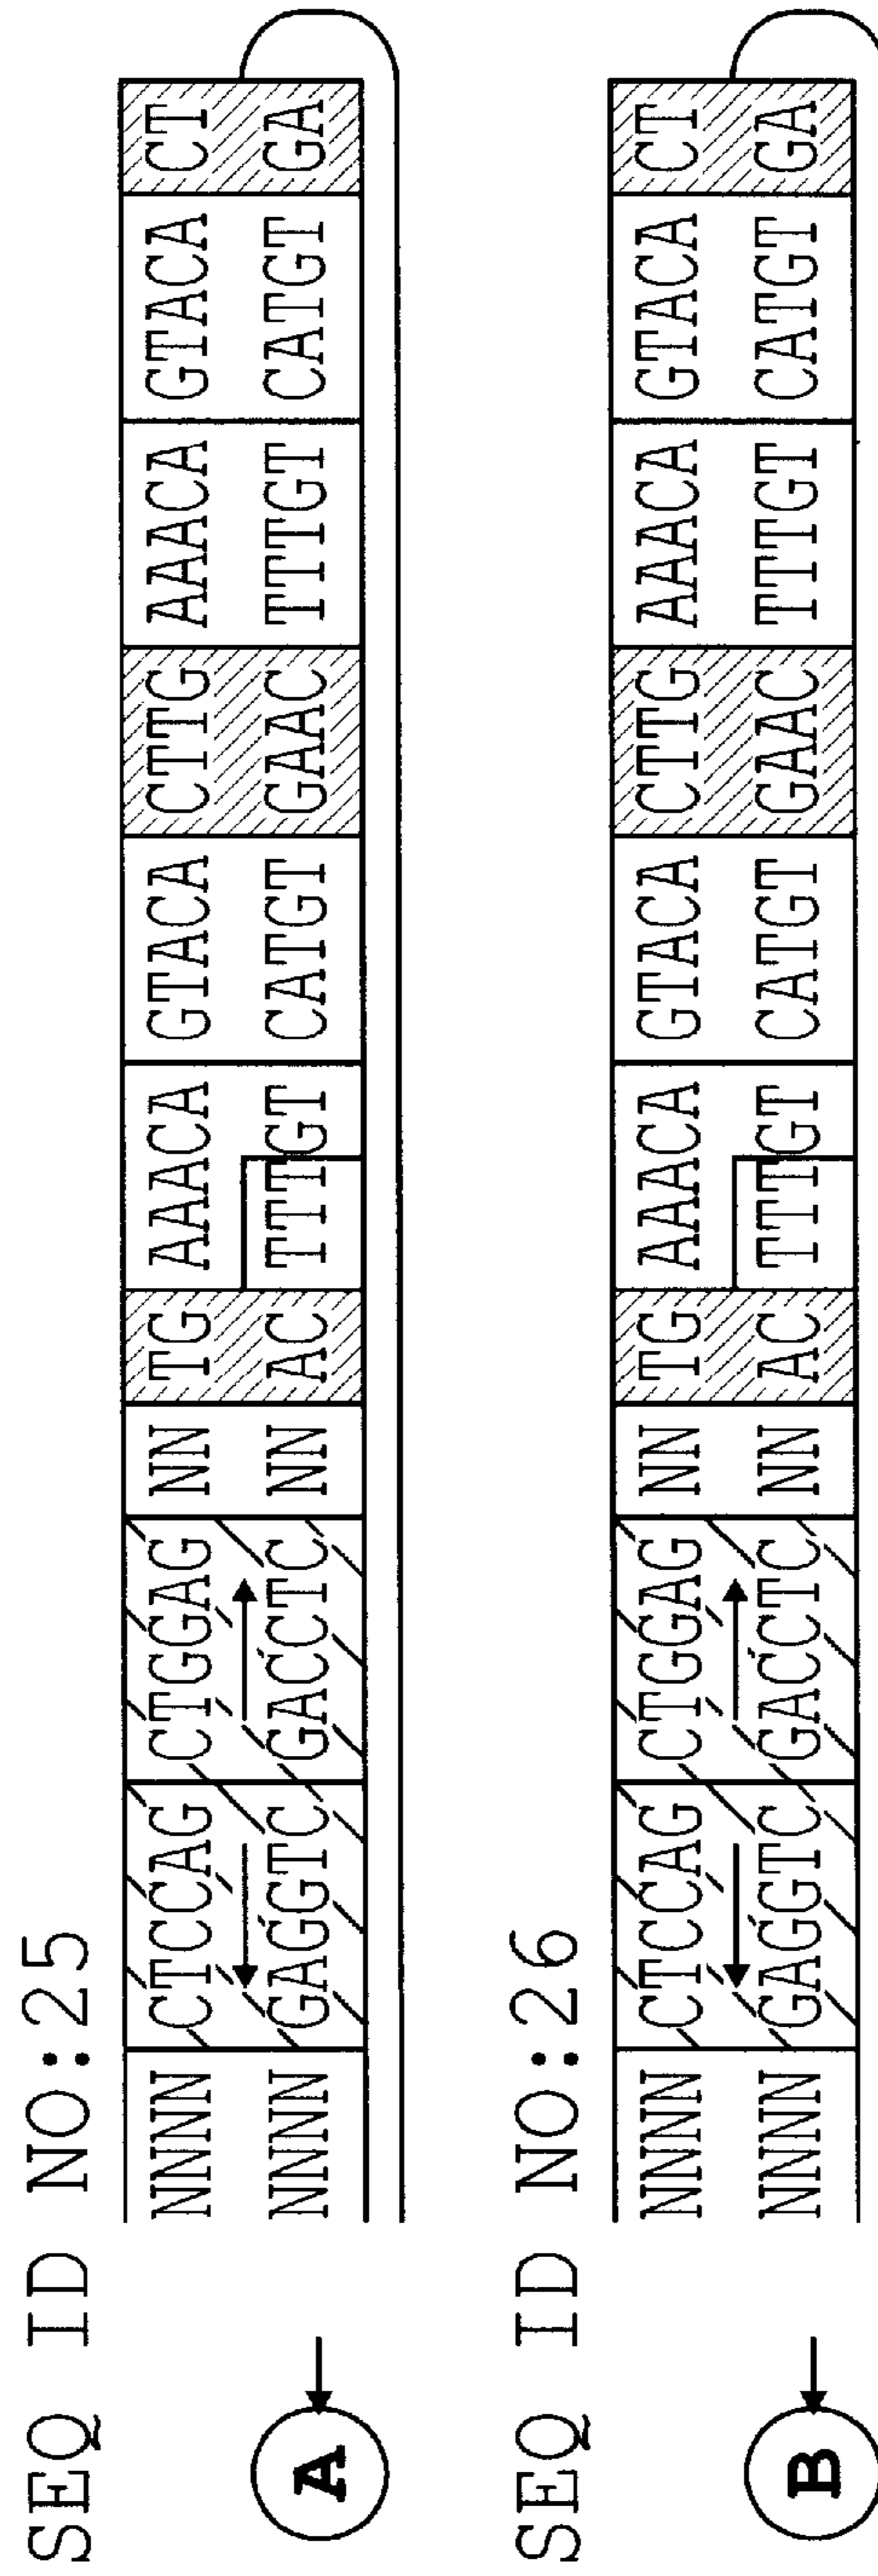 SEQ ID NO:25
NNNN CTCCAG CTGGAG NN TG AAACA GTACA CTTG AAACA GTACA CT
NNNN GAGGTC GACCTC NN AC TTTGT CATGT GAAC TTTGT CATGT GA
A
SEQ ID NO:26
NNNN CTCCAG CTGGAG NN TG AAACA GTACA CTTG AAACA GTACA CT
NNNN GAGGTC GACCTC NN AC TTTGT CATGT GAAC TTTGT CATGT GA
B